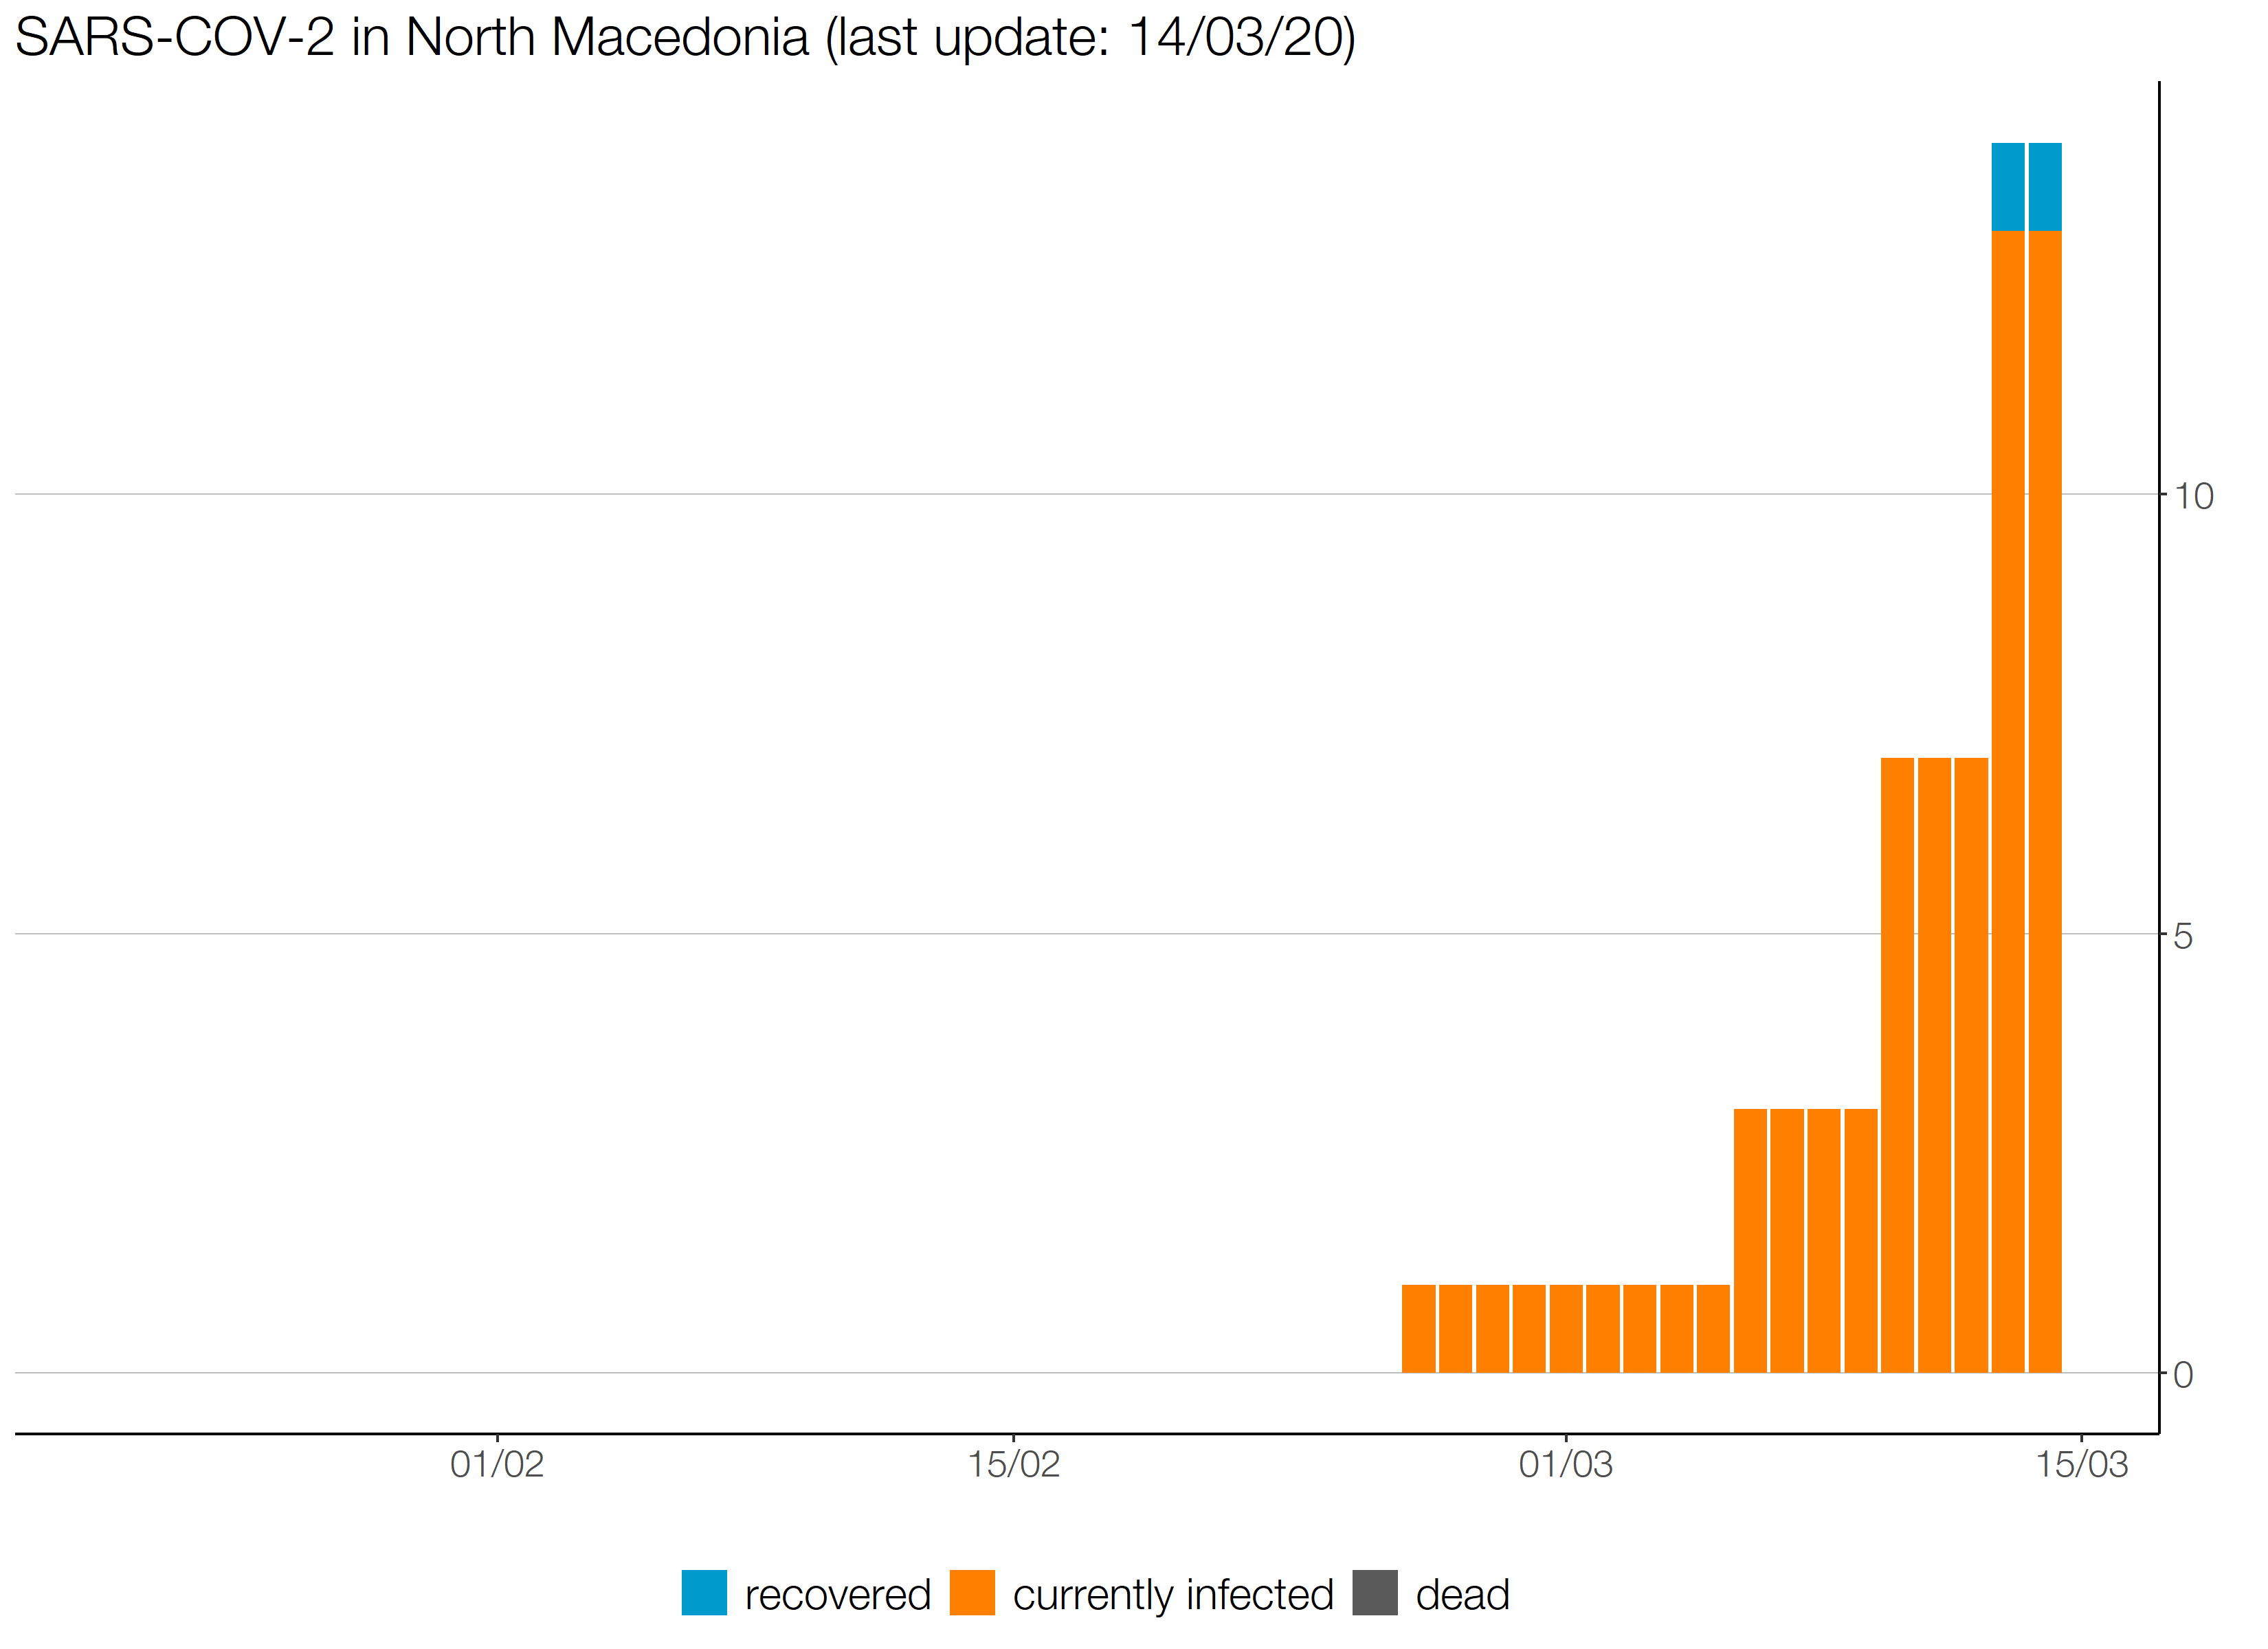 SARS-COV-2 in North Macedonia (last update: 14/03/20)
10
5
0
01/02 15/02 01/03 15/03
recovered currently infected dead